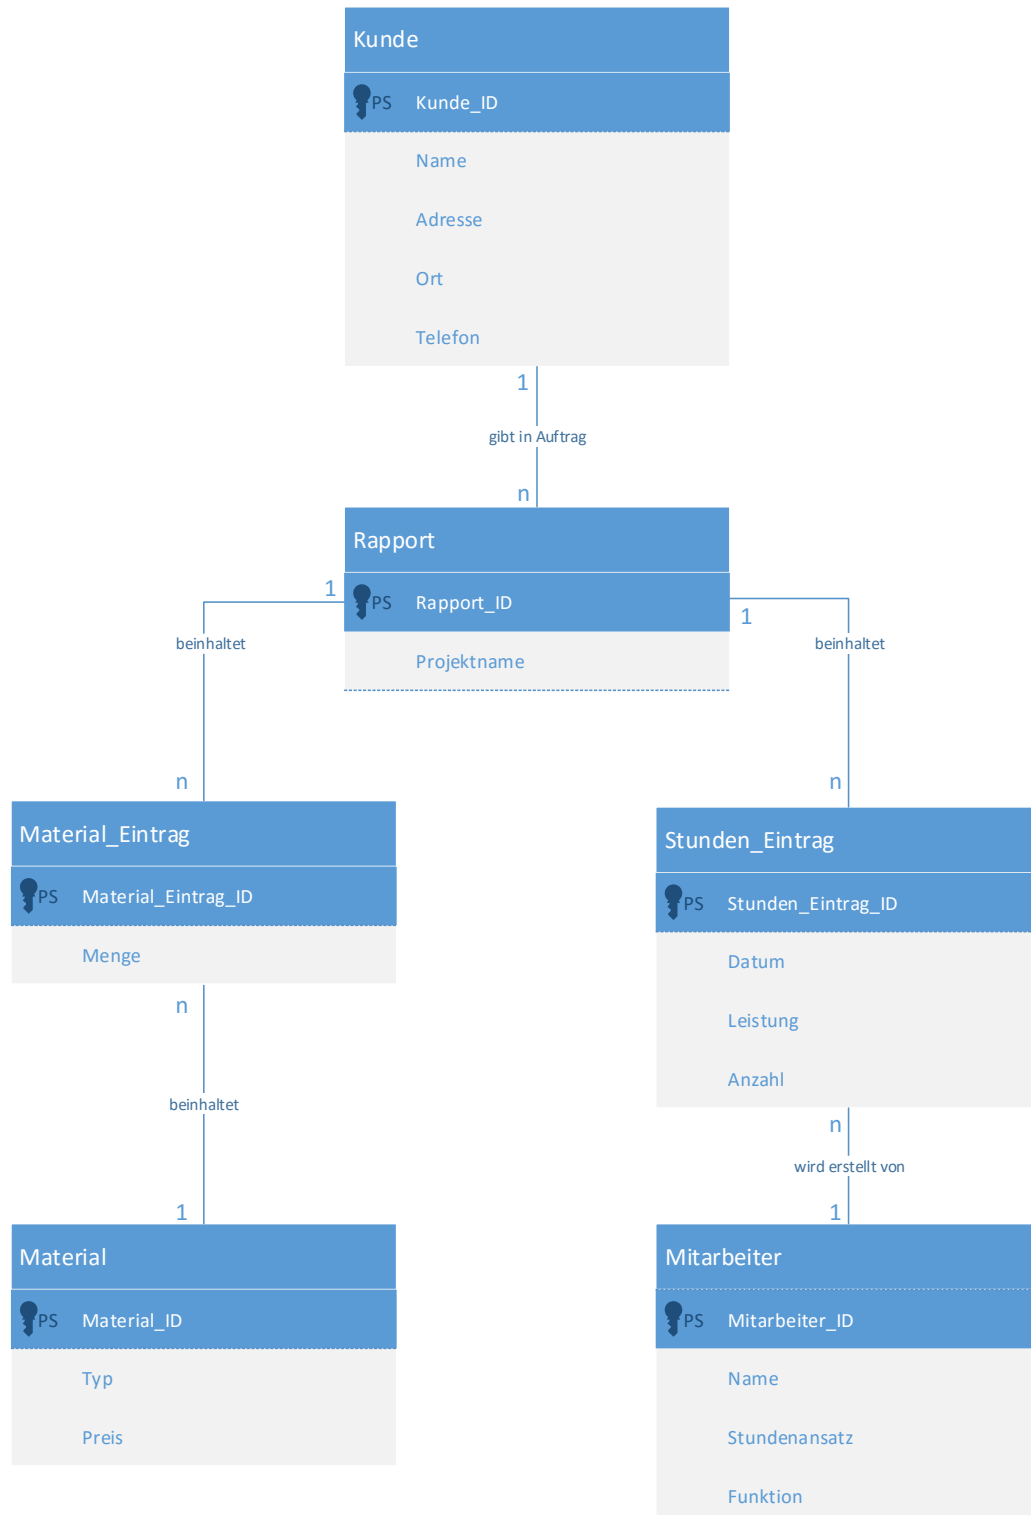 Kunde
PS Kunde_ID
Name
Adresse
Ort
Telefon
1
gibt in Auftrag
n
Rapport
PS Rapport_ID
Projektname
1
beinhaltet
n
1
beinhaltet
n
Material_Eintrag
PS Material_Eintrag_ID
Menge
n
beinhaltet
1
Material
PS Material_ID
Typ
Preis
Stunden_Eintrag
PS Stunden_Eintrag_ID
Datum
Leistung
Anzahl
n
wird erstellt von
1
Mitarbeiter
PS Mitarbeiter_ID
Name
Stundenansatz
Funktion